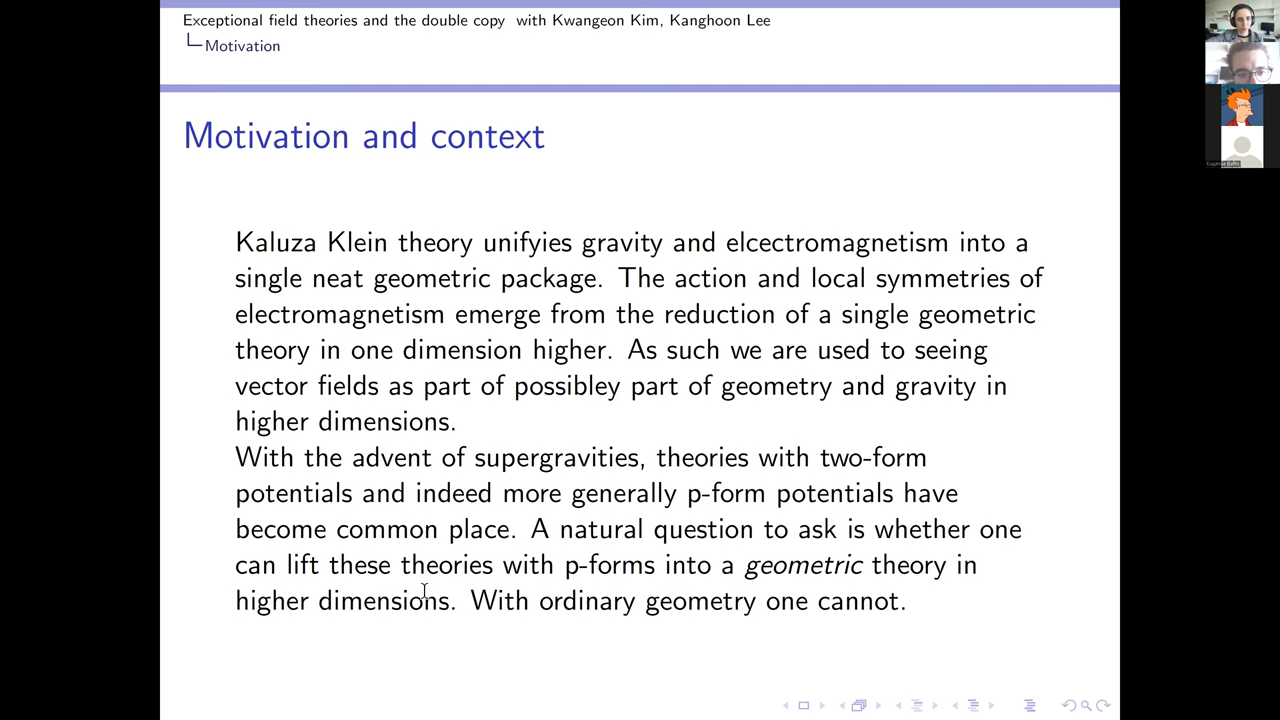 Exceptional field theories and the double copy with Kwangeon Kim, Kanghoon Lee
Motivation
Motivation and context
Kaluza Klein theory unifyies gravity and elcectromagnetism into a
single neat geometric package. The action and local symmetries of
electromagnetism emerge from the reduction of a single geometric
theory in one dimension higher. As such we are used to seeing
vector fields as part of possibley part of geometry and gravity in
higher dimensions.
With the advent of supergravities, theories with two-form
potentials and indeed more generally p-form potentials have
become common place. A natural question to ask is whether one
can lift these theories with p-forms into a geometric theory in
higher dimensions. With ordinary geometry one cannot.